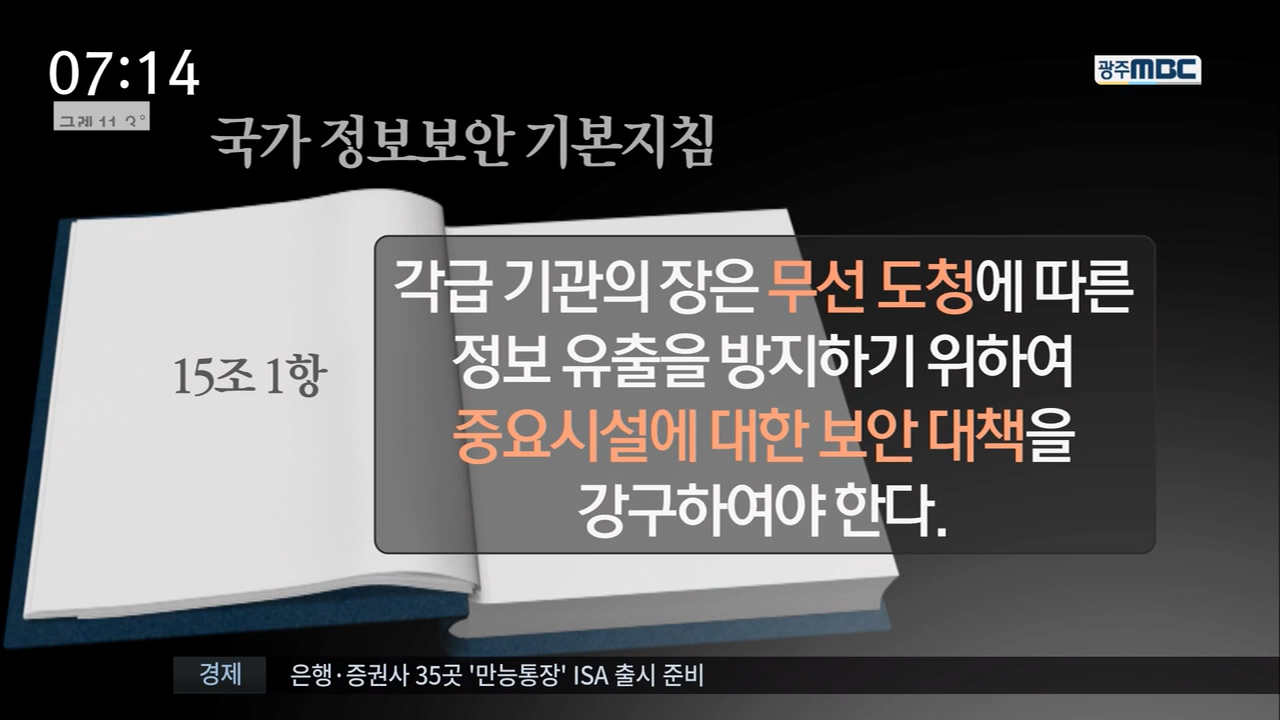 07:14
광주MBC
국가 정보보안 기본지침
15조 1항
각급 기관의 장은 무선 도청에 따른
정보 유출을 방지하기 위하여
중요시설에 대한 보안 대책을
강구하여야 한다.
경제 은행·증권사 35곳 '만능통장' ISA 출시 준비